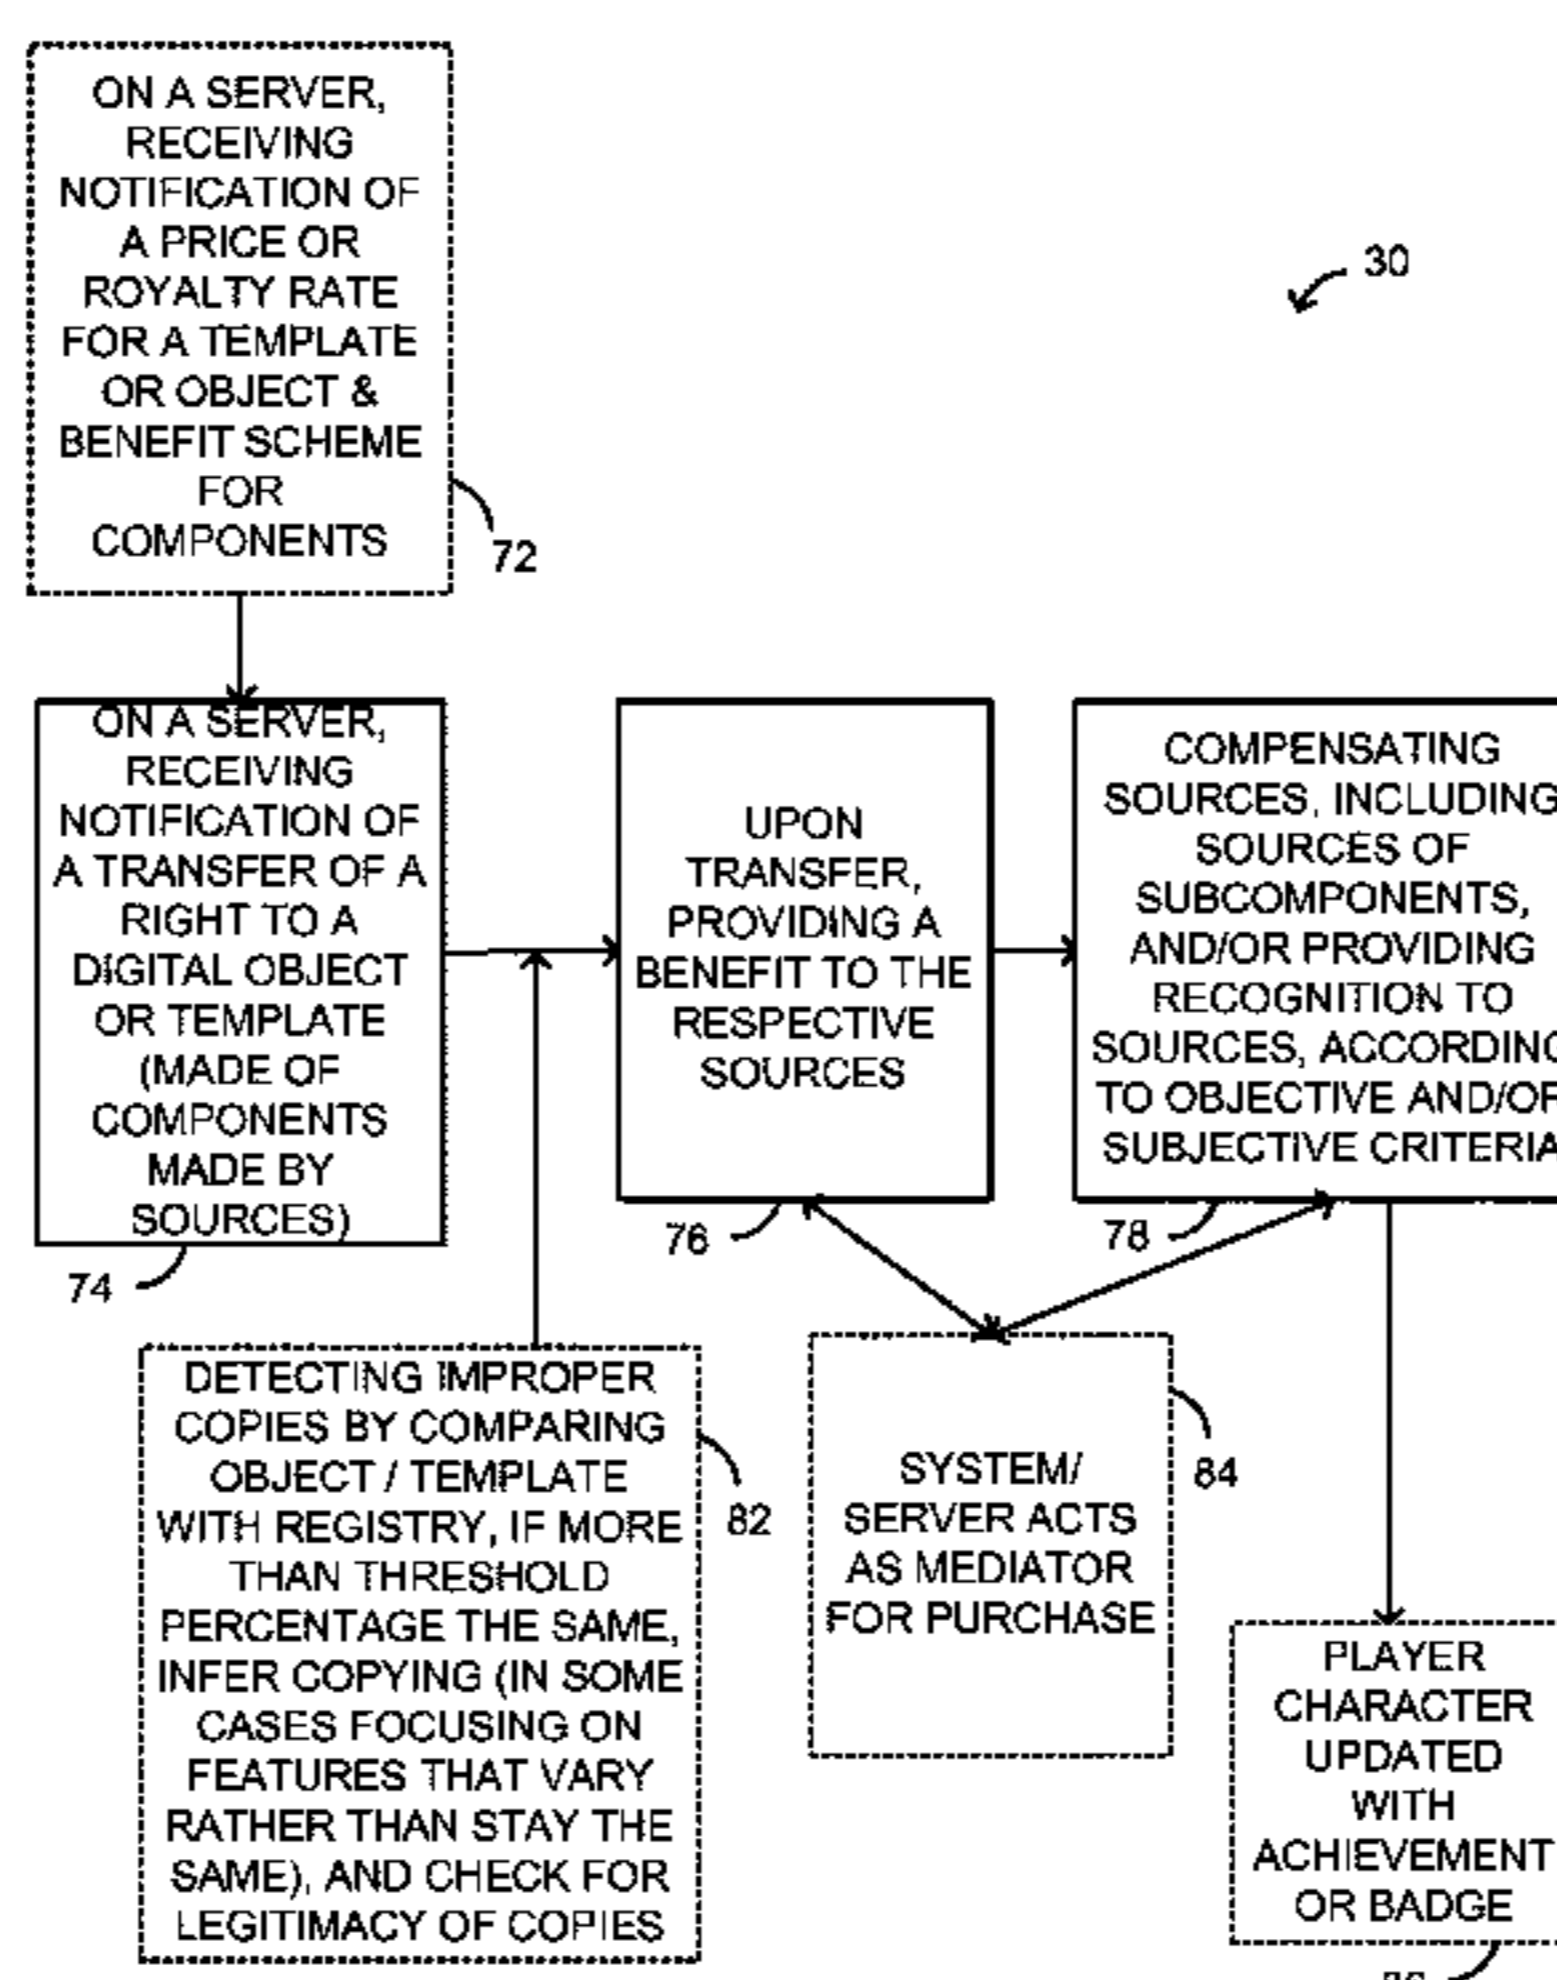 ON A SERVER,
RECEIVING
NOTIFICATION OF
A PRICE OR
ROYALTY RATE
FOR A TEMPLATE
OR OBJECT &
BENEFIT SCHEME
FOR
COMPONENTS
72
30
ON A SERVER,
RECEIVING
NOTIFICATION OF
A TRANSFER OF A
RIGHT TO A
DIGITAL OBJECT
OR TEMPLATE
(MADE OF
COMPONENTS
MADE BY
SOURCES)
74
UPON
TRANSFER,
PROVIDING A
BENEFIT TO THE
RESPECTIVE
SOURCES
76
COMPENSATING
SOURCES, INCLUDING
SOURCES OF
SUBCOMPONENTS,
AND/OR PROVIDING
RECOGNITION TO
SOURCES, ACCORDING
TO OBJECTIVE AND/OR
SUBJECTIVE CRITERIA
78
DETECTING IMPROPER
COPIES BY COMPARING
OBJECT / TEMPLATE
WITH REGISTRY, IF MORE
THAN THRESHOLD
PERCENTAGE THE SAME,
INFER COPYING (IN SOME
CASES FOCUSING ON
FEATURES THAT VARY
RATHER THAN STAY THE
SAME), AND CHECK FOR
LEGITIMACY OF COPIES
82
SYSTEM/
SERVER ACTS
AS MEDIATOR
FOR PURCHASE
84
PLAYER
CHARACTER
UPDATED
WITH
ACHIEVEMENT
OR BADGE